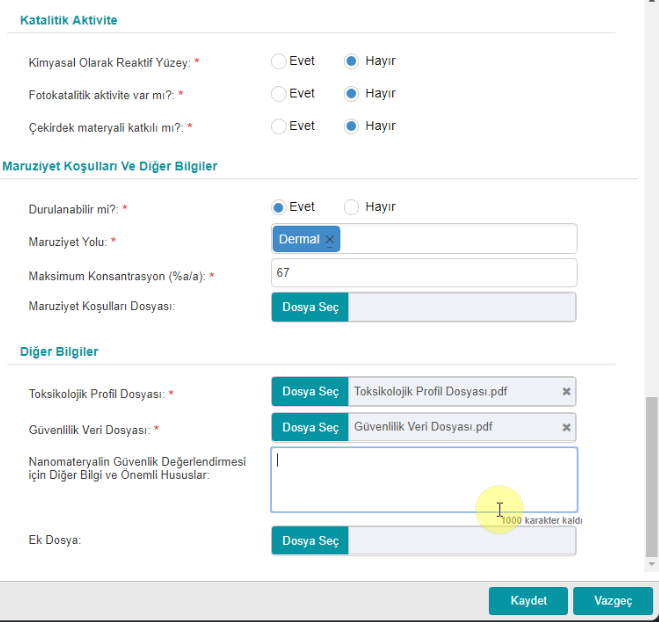 Katalitik Aktivite
Kimyasal Olarak Reaktif Yüzey: * Evet Hayır
Fotokatalitik aktivite var mı?: * Evet Hayır
Çekirdek materyali katkılı mı?: * Evet Hayır
Maruziyet Koşulları Ve Diğer Bilgiler
Durulanabilir mi?: * Evet Hayır
Maruziyet Yolu: * Dermal ×
Maksimum Konsantrasyon (%a/a): * 67
Maruziyet Koşulları Dosyası: Dosya Seç
Diğer Bilgiler
Toksikolojik Profil Dosyası: * Dosya Seç Toksikolojik Profil Dosyası.pdf ×
Güvenlilik Veri Dosyası: * Dosya Seç Güvenlilik Veri Dosyası.pdf ×
Nanomateryalin Güvenlik Değerlendirmesi
için Diğer Bilgi ve Önemli Hususlar:
1000 karakter kaldı
Ek Dosya: Dosya Seç
Kaydet Vazgeç